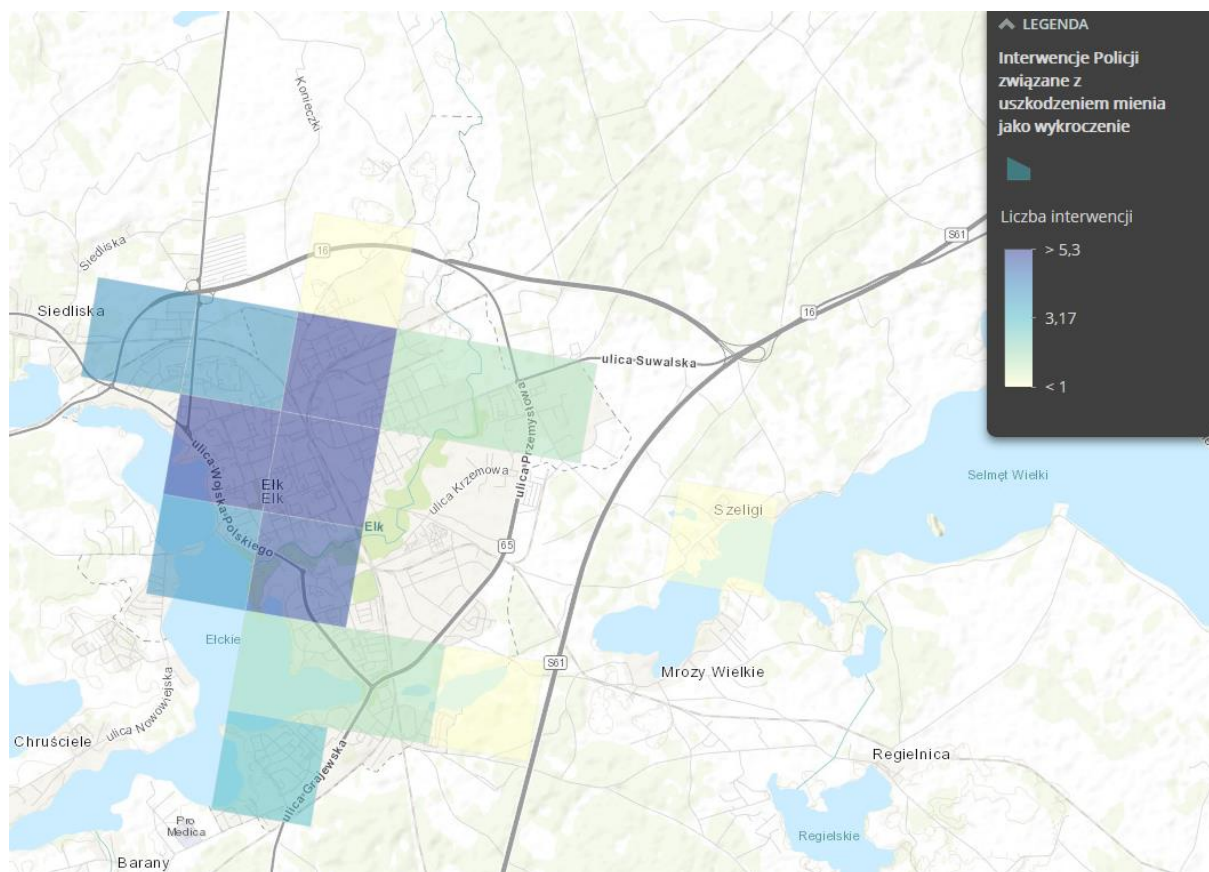 LEGENDA
Interwencje Policji
związane z
uszkodzeniem mienia
jako wykroczenie
Liczba interwencji
> 5,3
3,17
< 1
Konieczki
Siedliska
16
S61
Siedliska
16
ulica Suwalska
ulica Przemysłowa
ulica Wojska Polskiego
Ełk
Ełk
ulica Krzemowa
Selmęt Wielki
Szeligi
Ełk
65
Ełckie
S61
Mrozy Wielkie
ulica Nowowiejska
Chruściele
ulica Grajewska
Regielnica
Pro
Medica
Regielskie
Barany